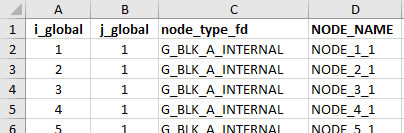 A B C D
1 i_global j_global node_type_fd NODE_NAME
2 1 1 G_BLK_A_INTERNAL NODE_1_1
3 2 1 G_BLK_A_INTERNAL NODE_2_1
4 3 1 G_BLK_A_INTERNAL NODE_3_1
5 4 1 G_BLK_A_INTERNAL NODE_4_1
6 5 1 G_BLK_A_INTERNAL NODE_5_1